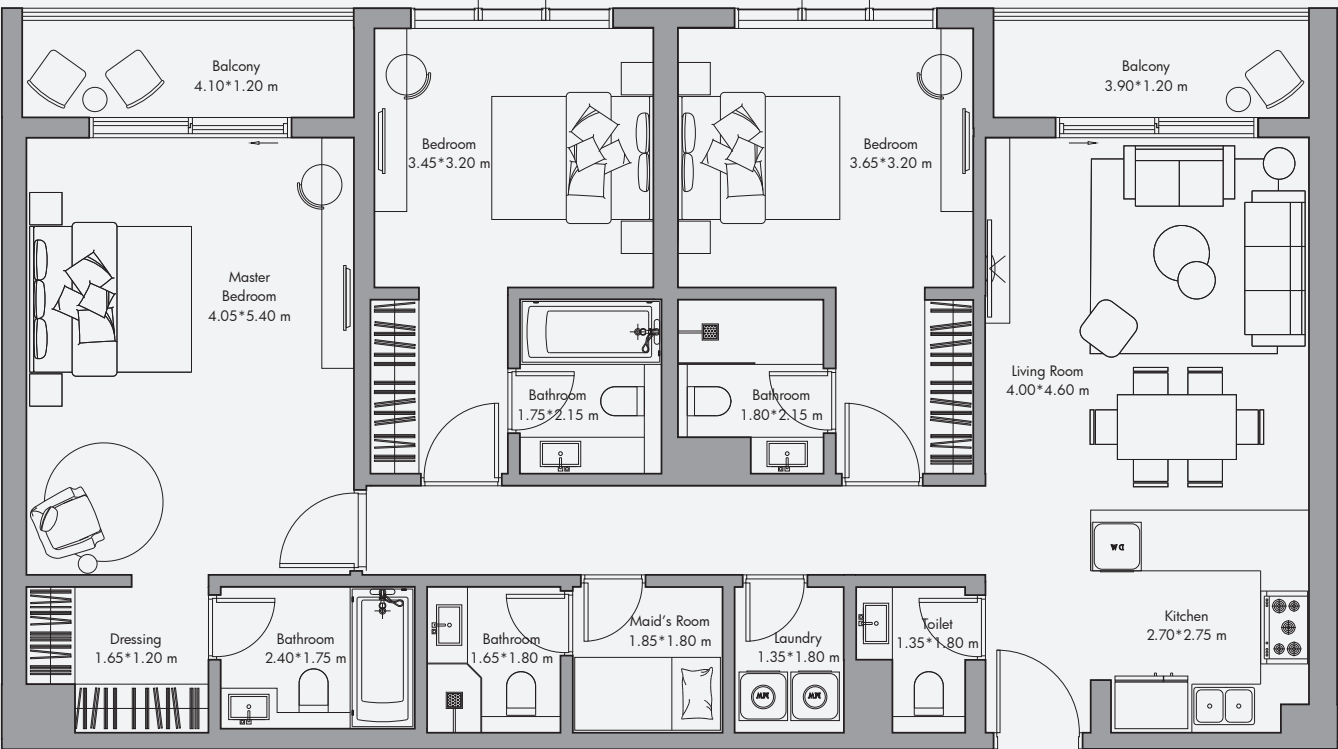 Balcony
4.10*1.20 m
Balcony
3.90*1.20 m
Bedroom
3.45*3.20 m
Bedroom
3.65*3.20 m
Master
Bedroom
4.05*5.40 m
Living Room
4.00*4.60 m
Bathroom
1.75*2.15 m
Bathroom
1.80*2.15 m
DW
Dressing
1.65*1.20 m
Bathroom
2.40*1.75 m
Bathroom
1.65*1.80 m
Maid's Room
1.85*1.80 m
Laundry
1.35*1.80 m
Toilet
1.35*1.80 m
Kitchen
2.70*2.75 m
MW
MW